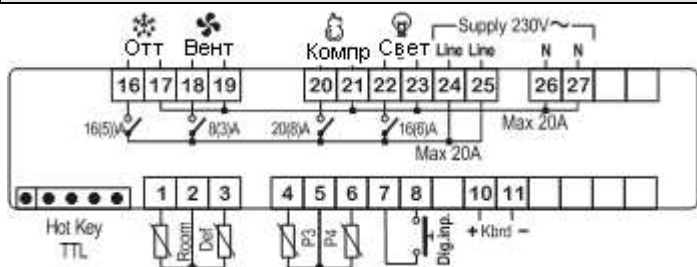 Supply 230V~
Отт Вент Компр Свет Line Line N N
16 17 18 19 20 21 22 23 24 25 26 27
16(5))A 8(3)A 20(8)A 16(6)A Max 20A
Max 20A
1 2 3 4 5 6 7 8 10 11
Hot Key TTL
Room Def P3 P4 Dig.inp. + Kbrd −